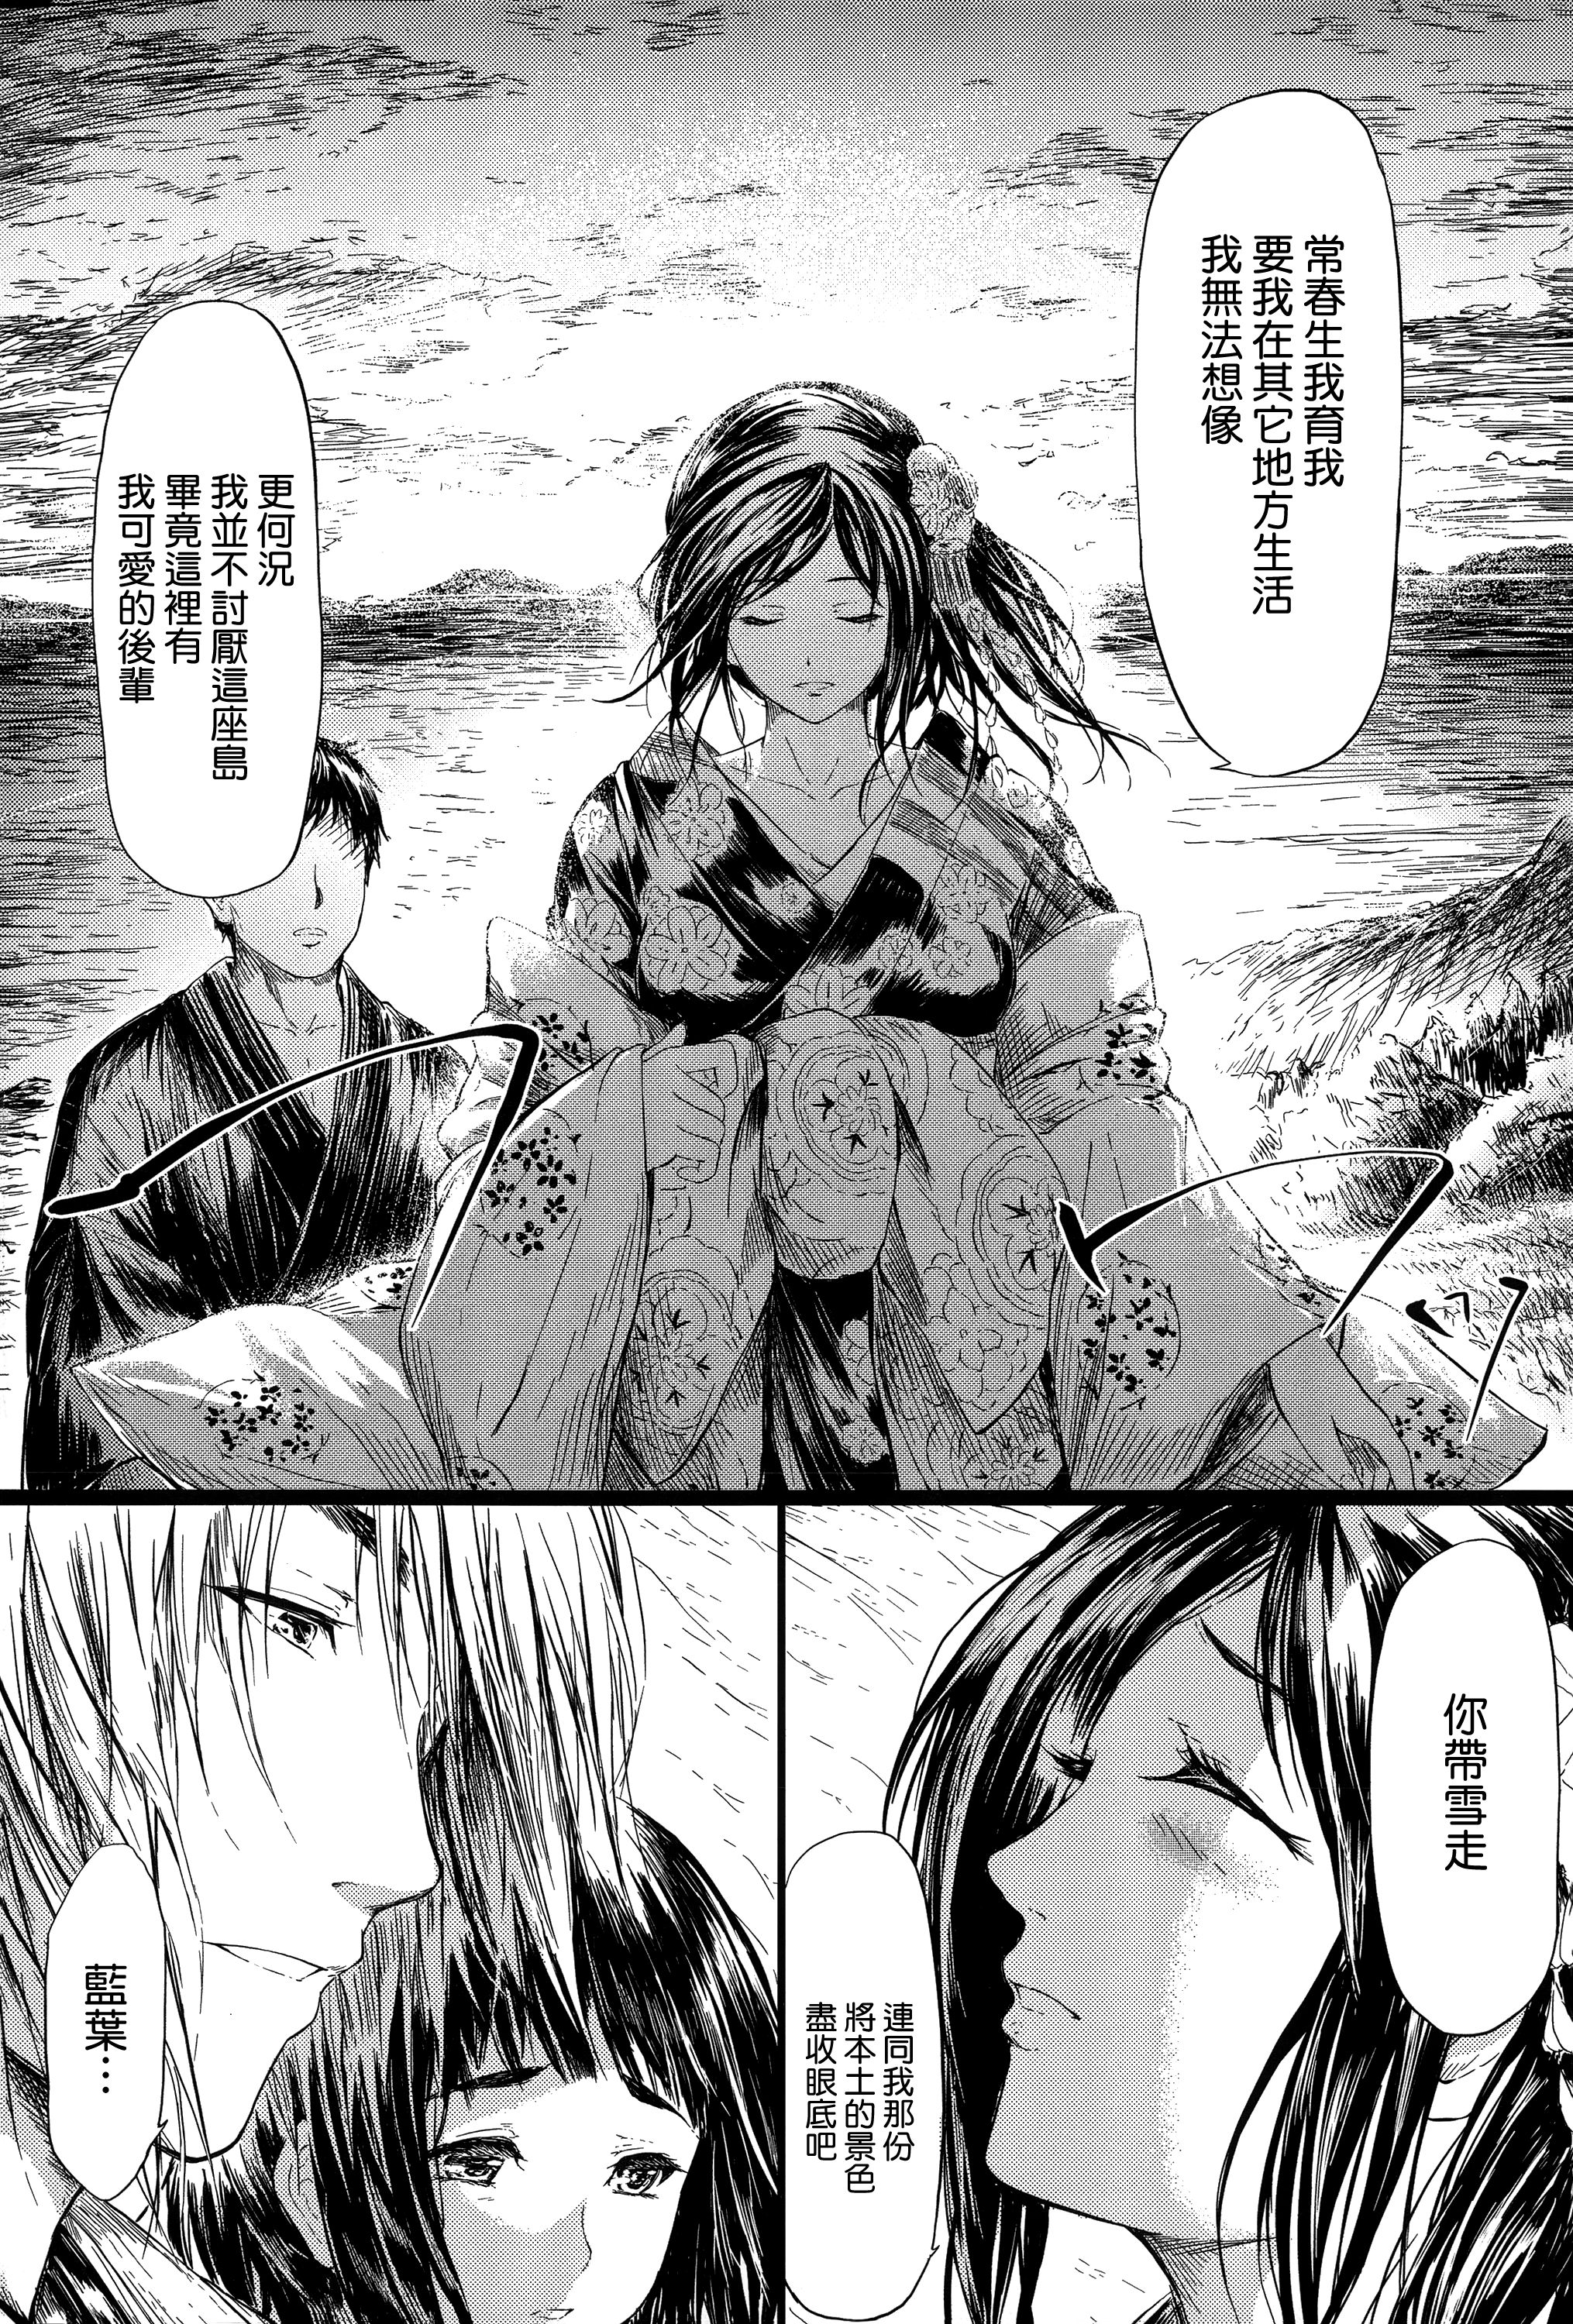 常春生我育我
要我在其它地方生活
我無法想像
更何況
我並不討厭這座島
畢竟這裡有
我可愛的後輩
你帶雪走
連同我那份
將本土的景色
盡收眼底吧
藍葉…